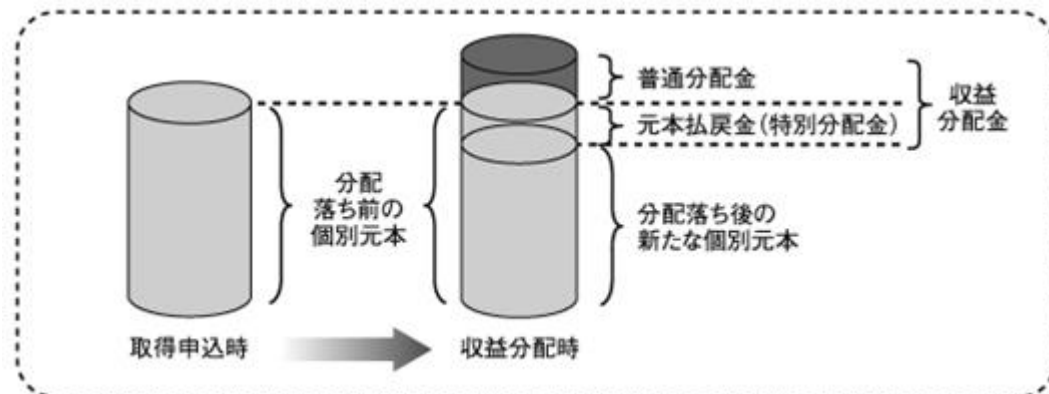 普通分配金
元本払戻金(特別分配金)
収益
分配金
分配
落ち前の
個別元本
分配落ち後の
新たな個別元本
取得申込時
収益分配時